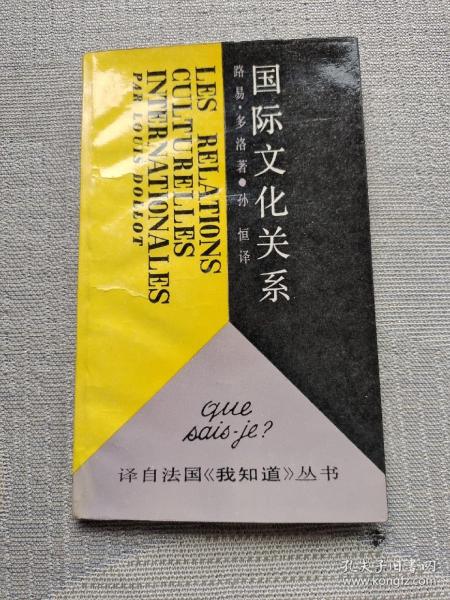 国际文化关系
路易·多洛著●孙恒译
LES RELATIONS
CULTURELLES
INTERNATIONALES
PAR LOUIS DOLLOT
que
sais-je?
译自法国《我知道》丛书
孔夫子旧书网
book.kongfz.com